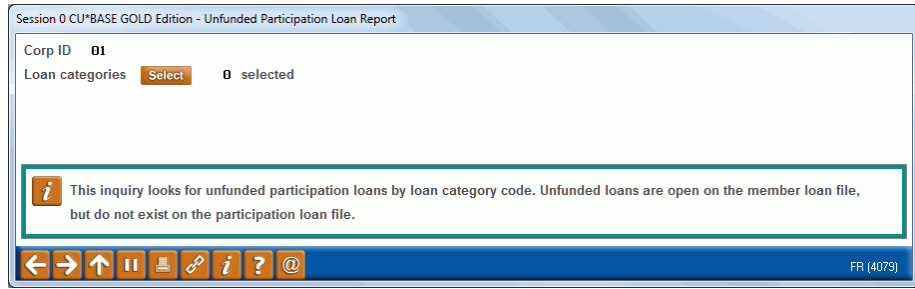 Session 0 CU*BASE GOLD Edition - Unfunded Participation Loan Report
Corp ID 01
Loan categories Select 0 selected
i This inquiry looks for unfunded participation loans by loan category code. Unfunded loans are open on the member loan file,
but do not exist on the participation loan file.
i ? @ FR (4079)